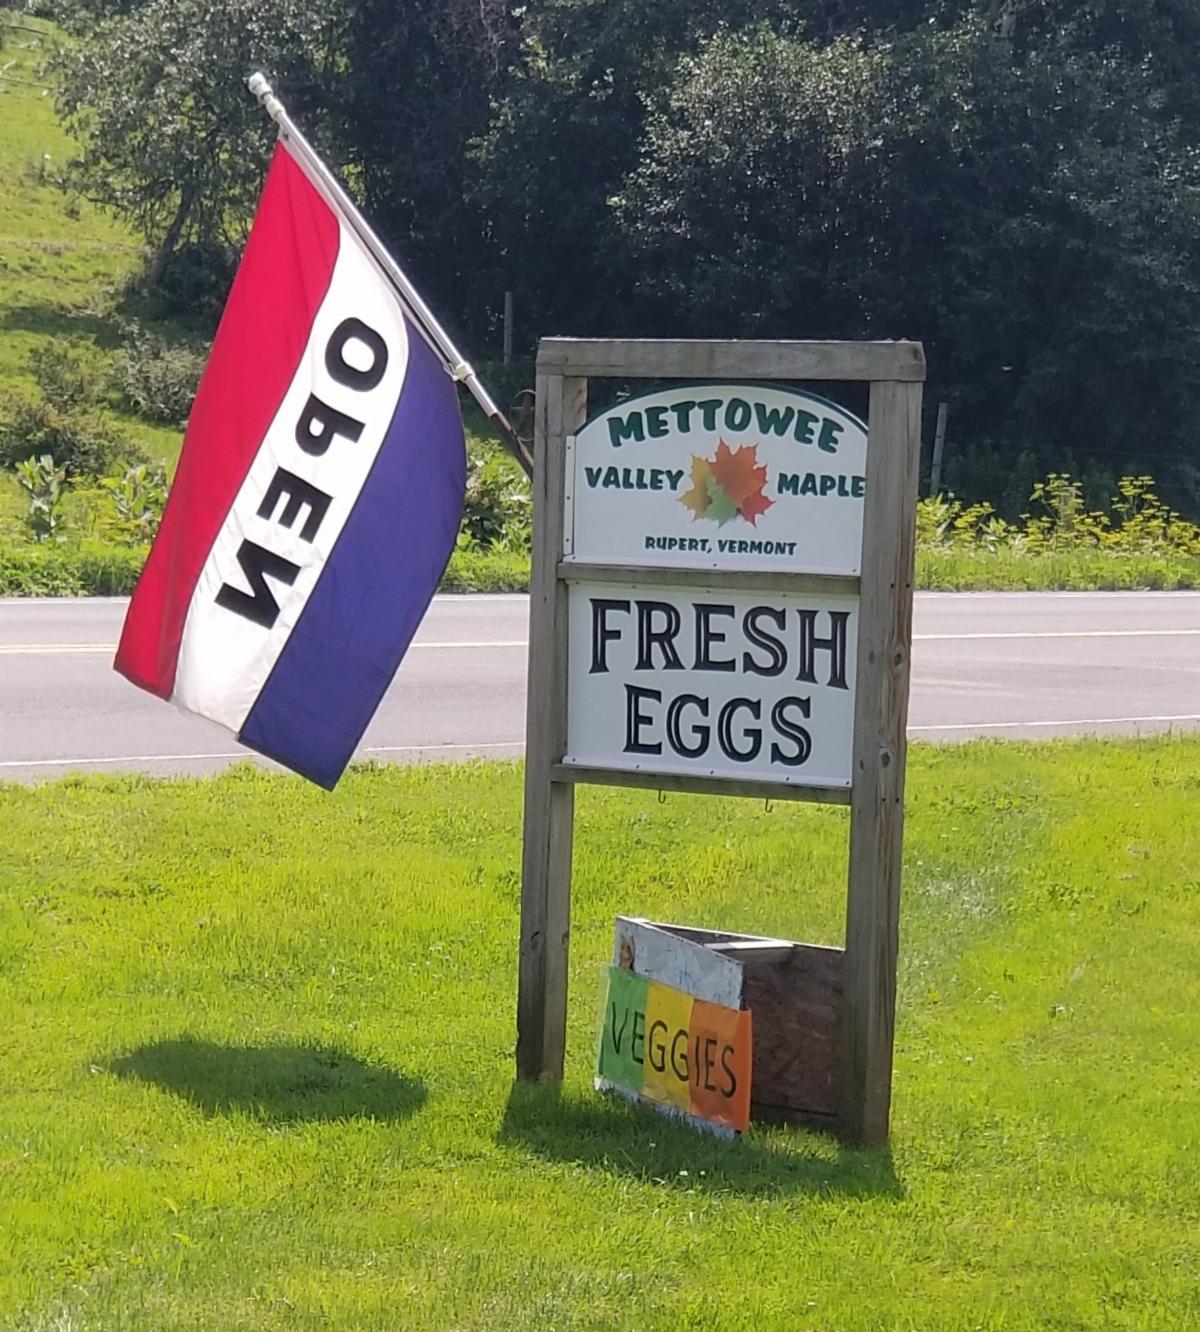 OPEN
METTOWEE
VALLEY MAPLE
RUPERT, VERMONT
FRESH
EGGS
VEGGIES